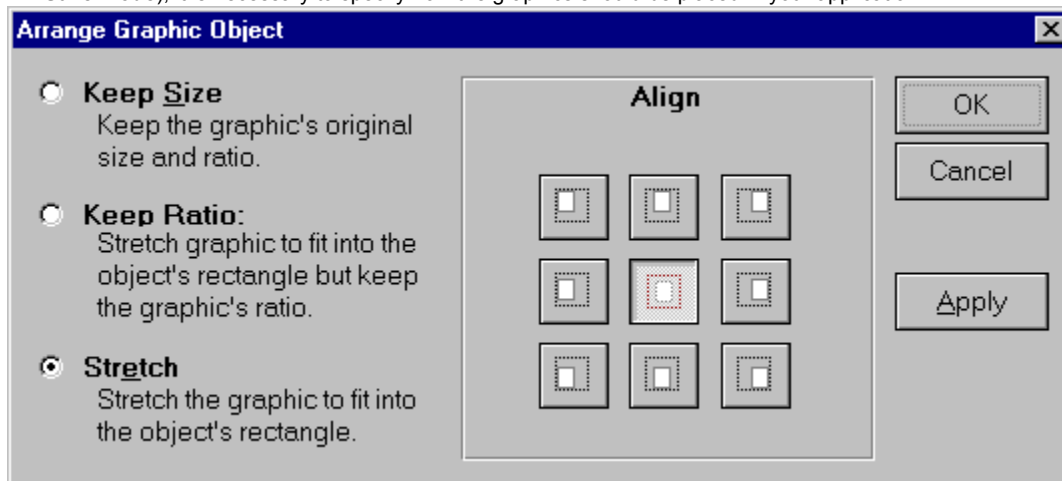 Arrange Graphic Object
Keep Size
Keep the graphic's original
size and ratio.
Keep Ratio:
Stretch graphic to fit into the
object's rectangle but keep
the graphic's ratio.
Stretch
Stretch the graphic to fit into
the object's rectangle.
Align
OK
Cancel
Apply